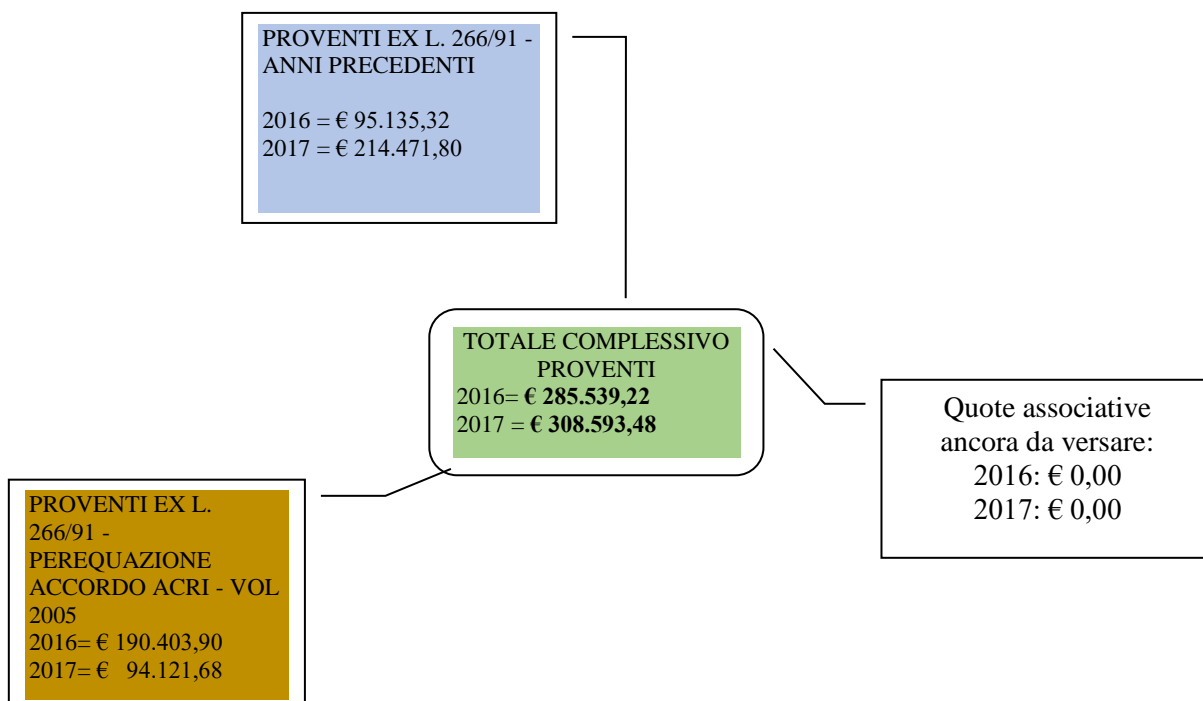 PROVENTI EX L. 266/91 -
ANNI PRECEDENTI
2016 = € 95.135,32
2017 = € 214.471,80
TOTALE COMPLESSIVO
PROVENTI
2016= € 285.539,22
2017 = € 308.593,48
Quote associative
ancora da versare:
2016: € 0,00
2017: € 0,00
PROVENTI EX L.
266/91 -
PEREQUAZIONE
ACCORDO ACRI - VOL
2005
2016= € 190.403,90
2017= € 94.121,68